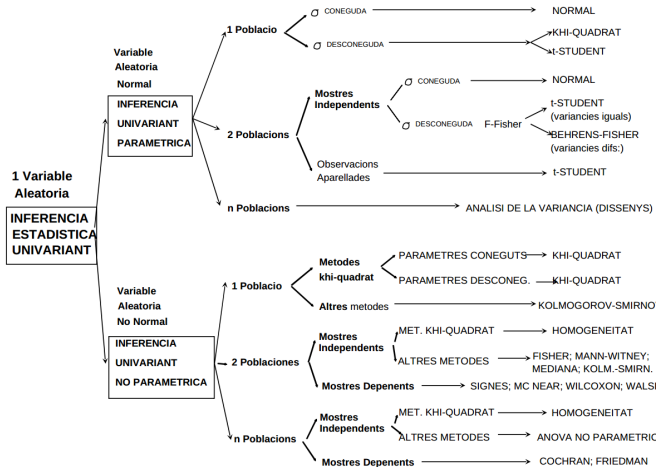 1 Variable
Aleatoria
INFERENCIA
ESTADISTICA
UNIVARIANT
Variable
Aleatoria
Normal
INFERENCIA
UNIVARIANT
PARAMETRICA
1 Poblacio
CONEGUDA
NORMAL
DESCONEGUDA
KHI-QUADRAT
t-STUDENT
2 Poblacions
Mostres
Independents
CONEGUDA
NORMAL
DESCONEGUDA
F-Fisher
t-STUDENT
(variancies iguals)
BEHRENS-FISHER
(variancies difs:)
Observacions
Aparellades
t-STUDENT
n Poblacions
ANALISI DE LA VARIANCIA (DISSENYS)
Variable
Aleatoria
No Normal
INFERENCIA
UNIVARIANT
NO PARAMETRICA
1 Poblacio
Metodes
khi-quadrat
PARAMETRES CONEGUTS
KHI-QUADRAT
PARAMETRES DESCONEG.
KHI-QUADRAT
Altres metodes
KOLMOGOROV-SMIRNOV
2 Poblaciones
Mostres
Independents
MET. KHI-QUADRAT
HOMOGENEITAT
ALTRES METODES
FISHER; MANN-WITNEY;
MEDIANA; KOLM.-SMIRN.
Mostres Depenents
SIGNES; MC NEAR; WILCOXON; WALSH
n Poblacions
Mostres
Independents
MET. KHI-QUADRAT
HOMOGENEITAT
ALTRES METODES
ANOVA NO PARAMETRIC
Mostres Depenents
COCHRAN; FRIEDMAN